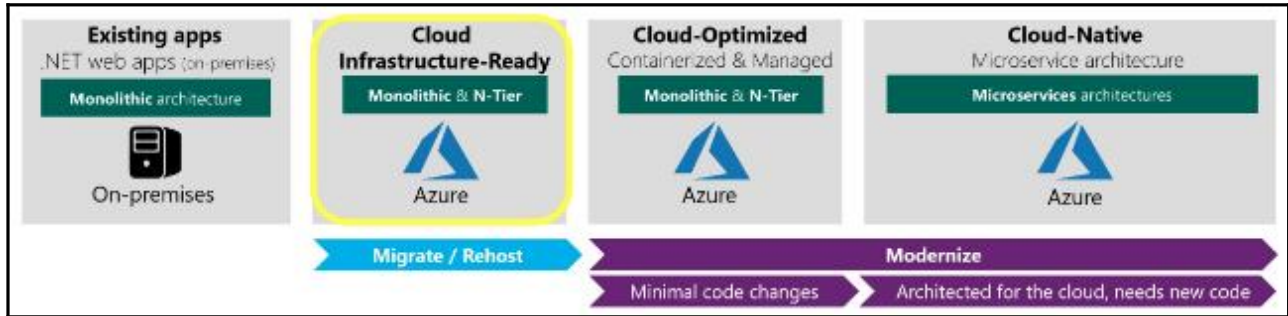 Existing apps
.NET web apps (on-premises)
Monolithic architecture
On-premises
Cloud
Infrastructure-Ready
Monolithic & N-Tier
Azure
Cloud-Optimized
Containerized & Managed
Monolithic & N-Tier
Azure
Cloud-Native
Microservice architecture
Microservices architectures
Azure
Migrate / Rehost
Modernize
Minimal code changes
Architected for the cloud, needs new code